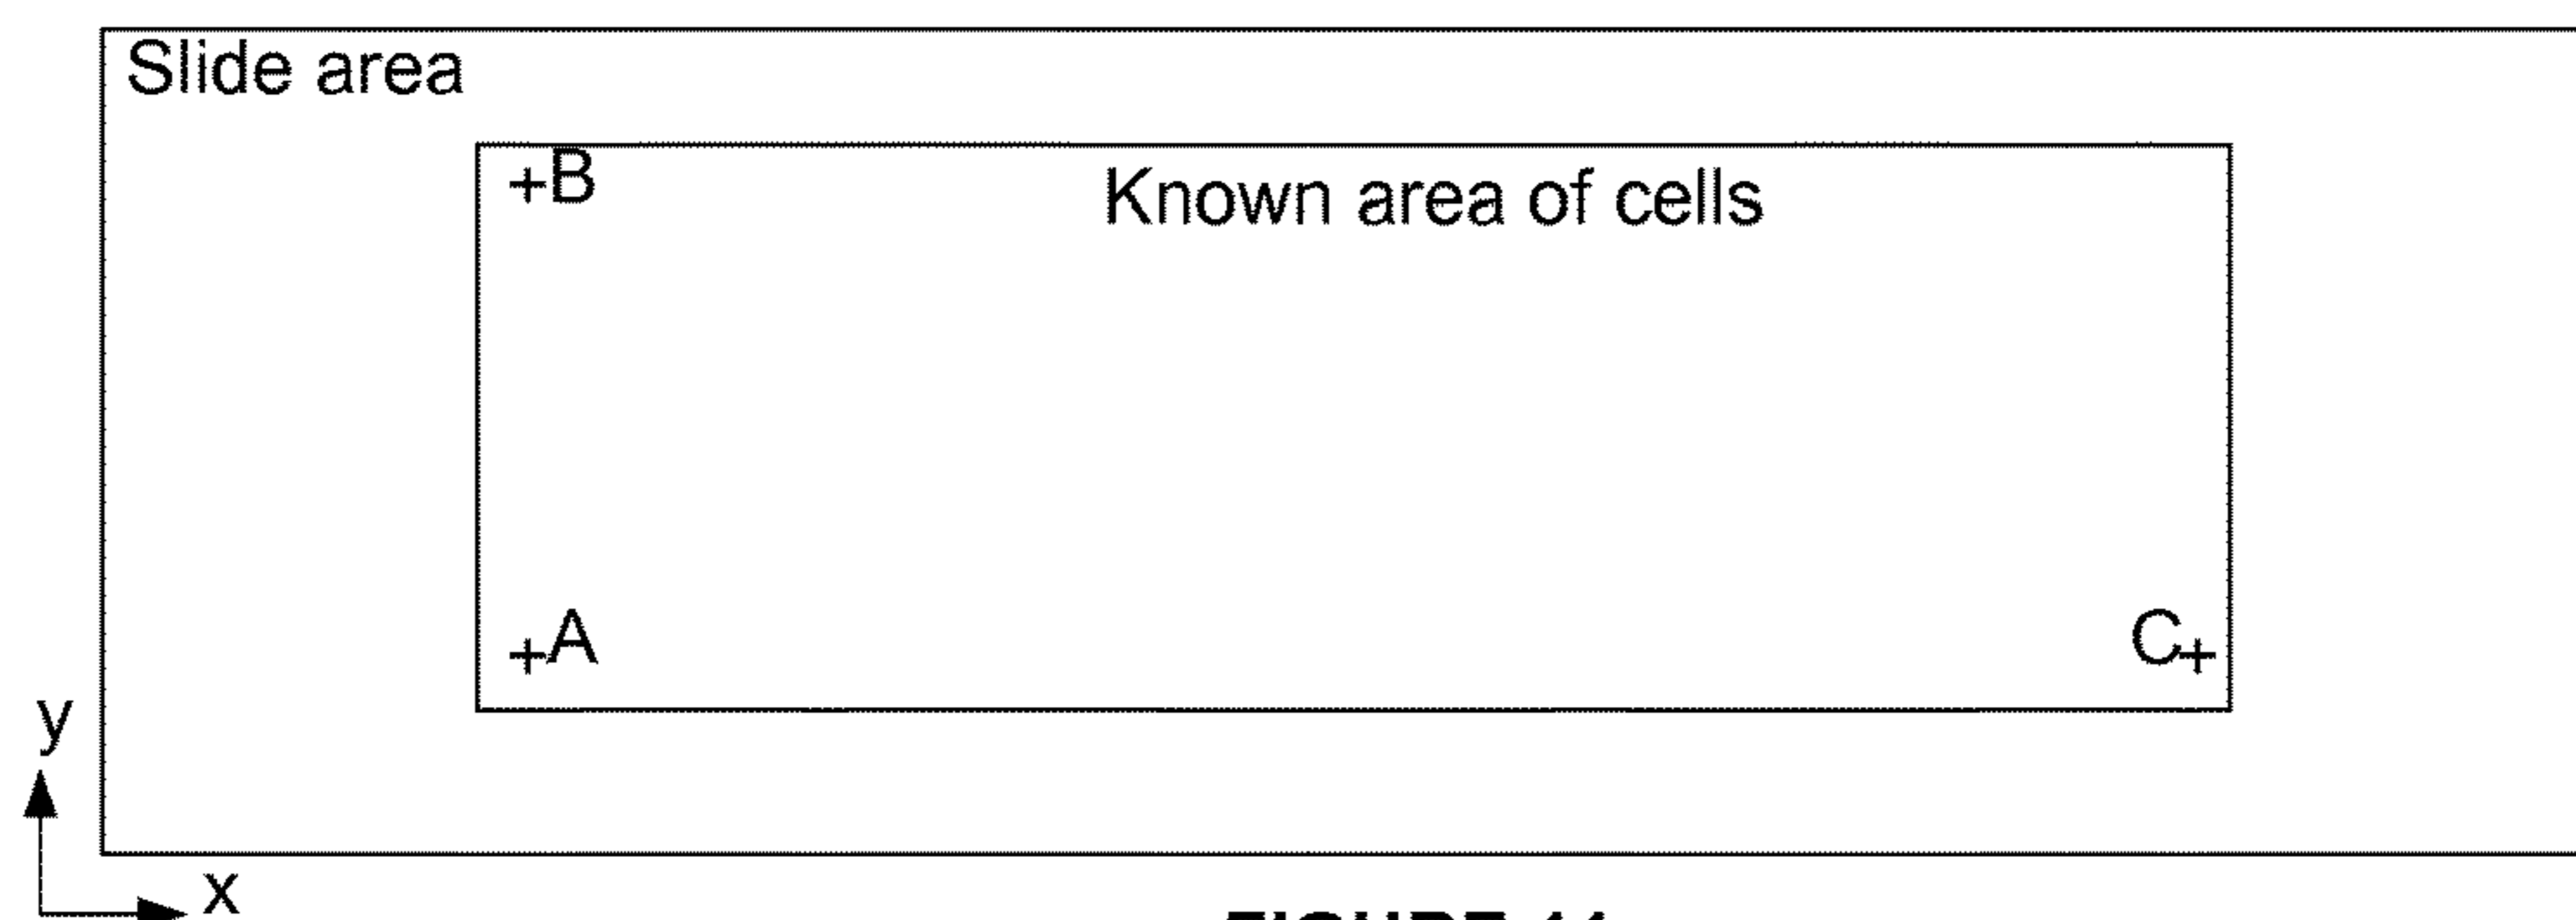 Slide area
+B
Known area of cells
+A
C+
y
x